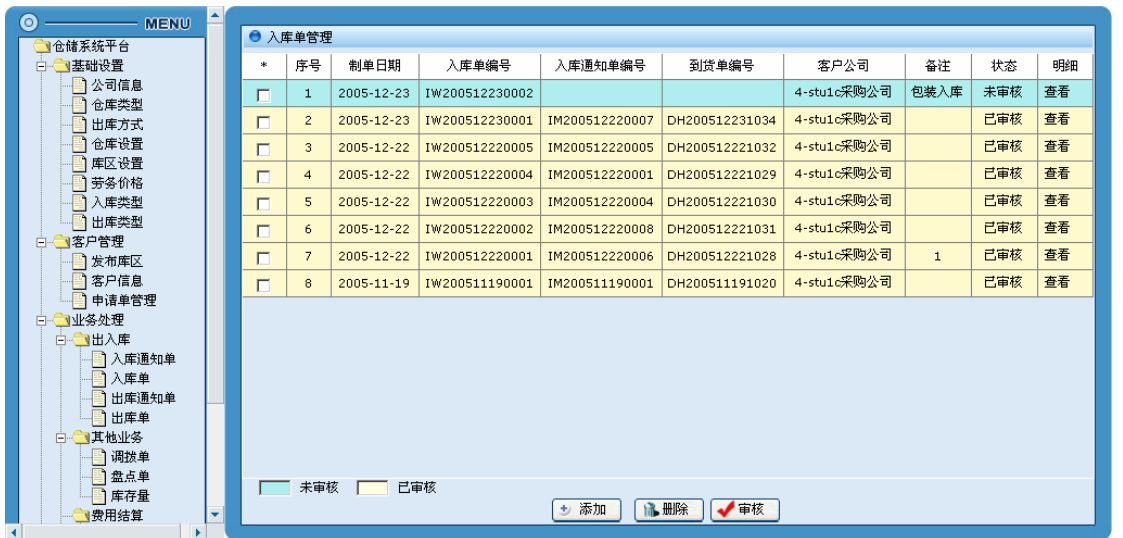 MENU
仓储系统平台
基础设置
公司信息
仓库类型
出库方式
仓库设置
库区设置
劳务价格
入库类型
出库类型
客户管理
发布库区
客户信息
申请单管理
业务处理
出入库
入库通知单
入库单
出库通知单
出库单
其他业务
调拨单
盘点单
库存量
费用结算
入库单管理
* 序号 制单日期 入库单编号 入库通知单编号 到货单编号 客户公司 备注 状态 明细
1 2005-12-23 IW200512230002 4-stu1c采购公司 包装入库 未审核 查看
2 2005-12-23 IW200512230001 IM200512220007 DH200512231034 4-stu1c采购公司 已审核 查看
3 2005-12-22 IW200512220005 IM200512220005 DH200512221032 4-stu1c采购公司 已审核 查看
4 2005-12-22 IW200512220004 IM200512220001 DH200512221029 4-stu1c采购公司 已审核 查看
5 2005-12-22 IW200512220003 IM200512220004 DH200512221030 4-stu1c采购公司 已审核 查看
6 2005-12-22 IW200512220002 IM200512220008 DH200512221031 4-stu1c采购公司 已审核 查看
7 2005-12-22 IW200512220001 IM200512220006 DH200512221028 4-stu1c采购公司 1 已审核 查看
8 2005-11-19 IW200511190001 IM200511190001 DH200511191020 4-stu1c采购公司 已审核 查看
未审核 已审核
添加 删除 审核